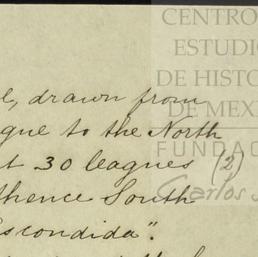 CENTRO
ESTUDIO
DE HISTO
DE MEX
FUNDAC
Carlos S
l, drawn from
gue to the North
t 30 leagues (2)
thence South
scondida".